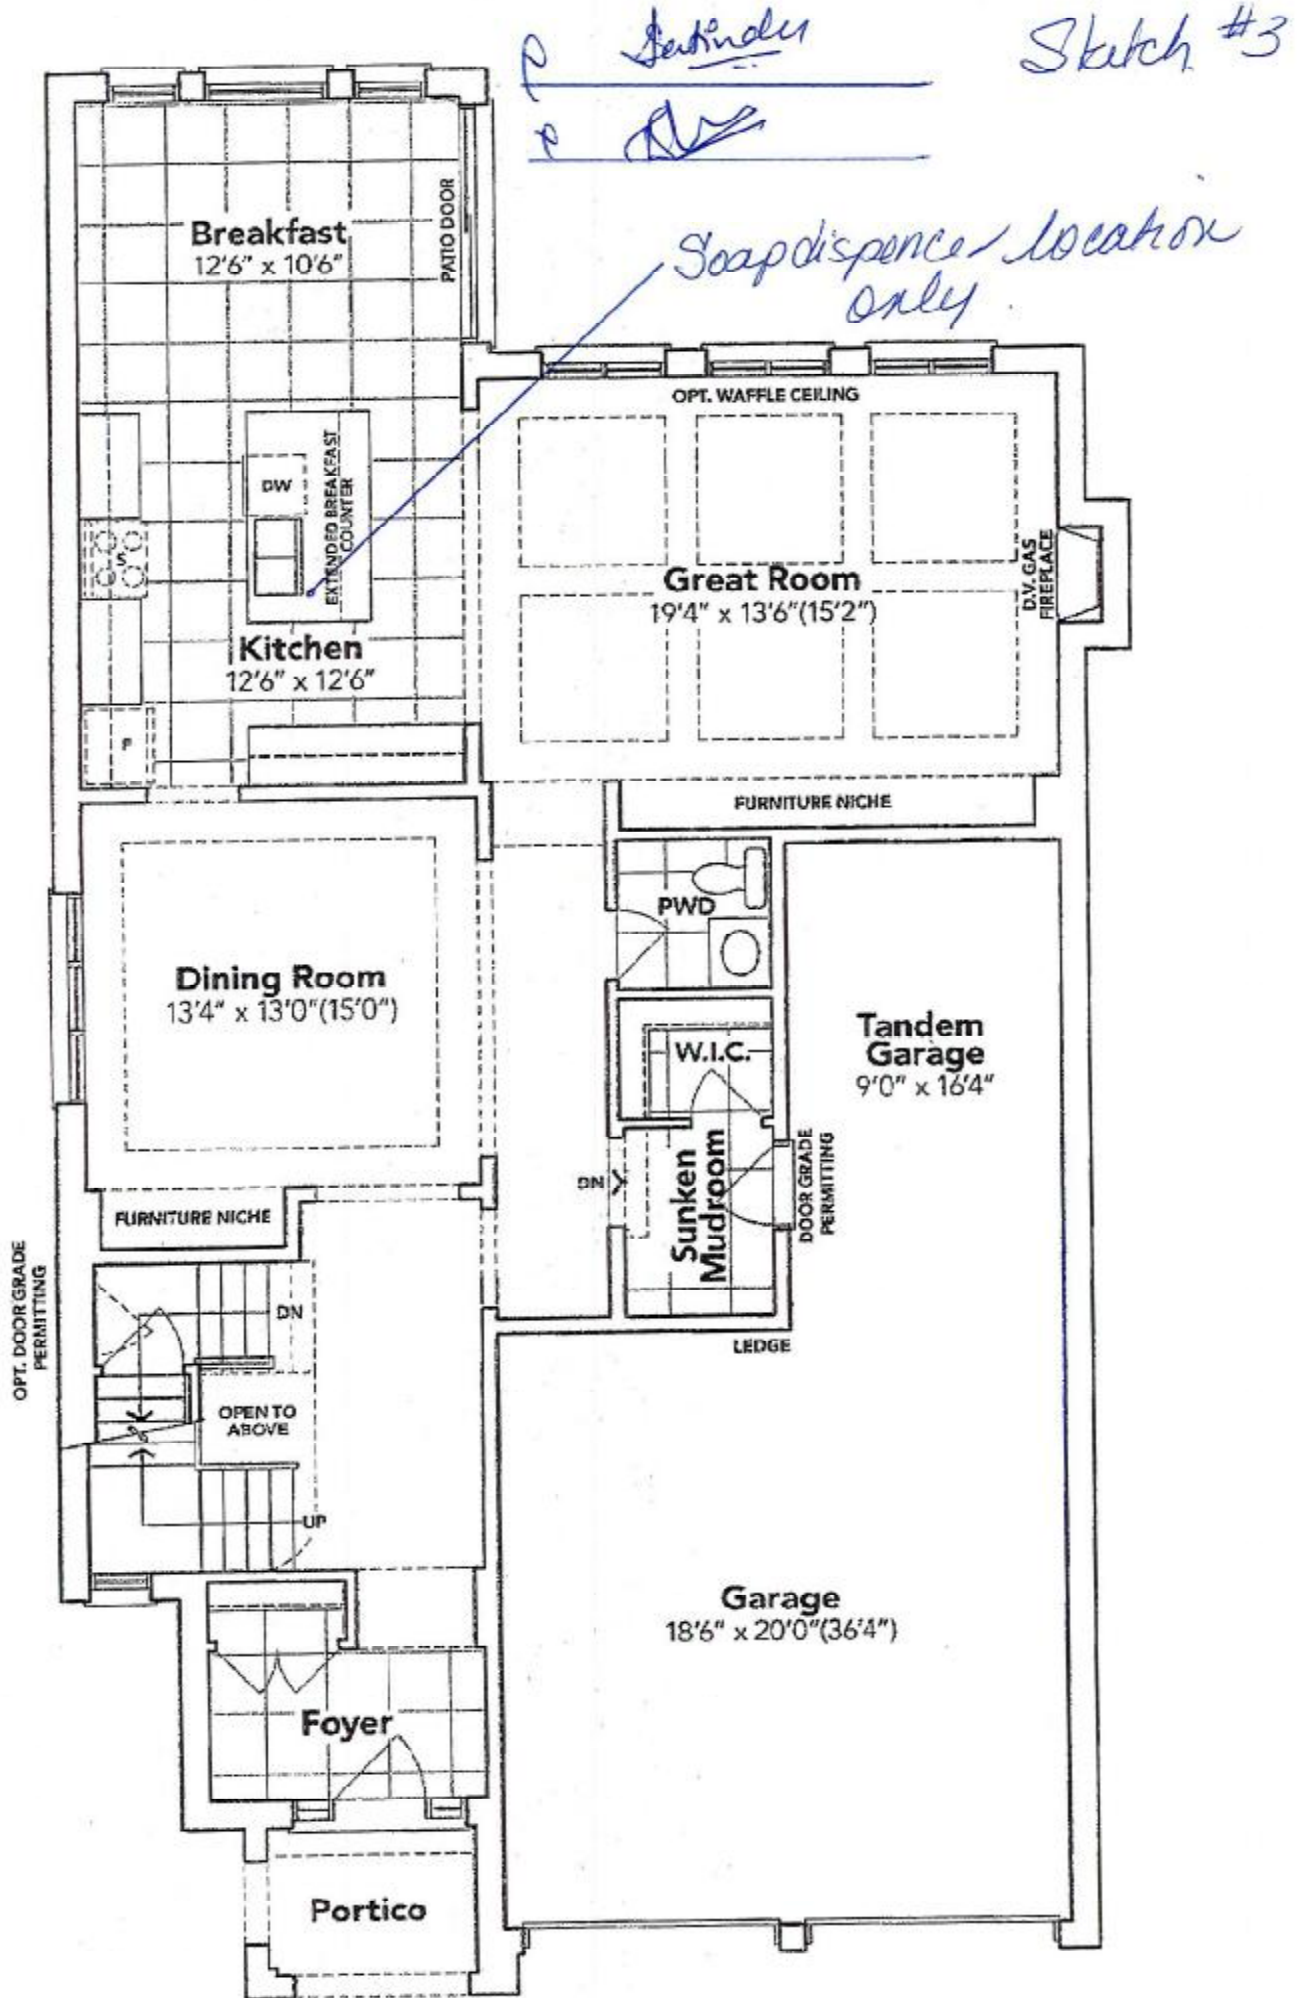 Satinder
Sketch #3
Soapdispencer location
only
Breakfast
12'6" x 10'6"
PATIO DOOR
OPT. WAFFLE CEILING
DW
EXTENDED BREAKFAST
COUNTER
S
Great Room
19'4" x 13'6"(15'2")
D.V. GAS
FIREPLACE
Kitchen
12'6" x 12'6"
F
FURNITURE NICHE
PWD
Dining Room
13'4" x 13'0"(15'0")
W.I.C.
Tandem
Garage
9'0" x 16'4"
DN
Sunken
Mudroom
DOOR GRADE
PERMITTING
FURNITURE NICHE
OPT. DOOR GRADE
PERMITTING
DN
LEDGE
OPEN TO
ABOVE
UP
Garage
18'6" x 20'0"(36'4")
Foyer
Portico